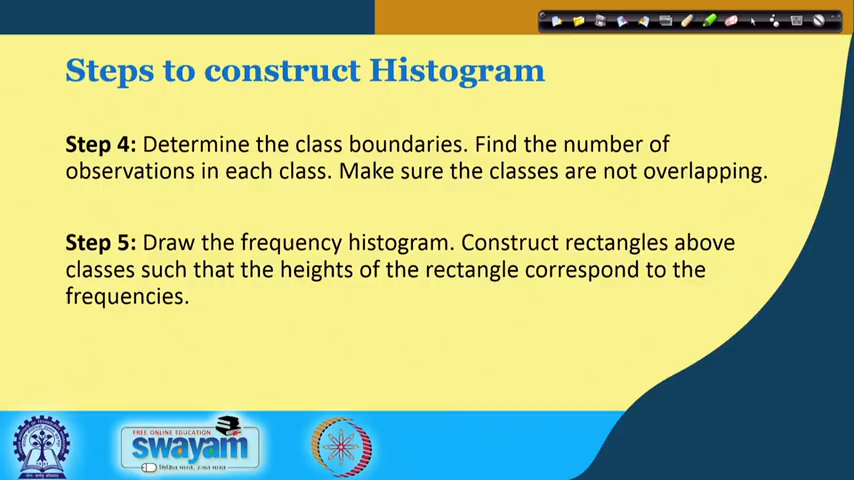 Steps to construct Histogram
Step 4: Determine the class boundaries. Find the number of
observations in each class. Make sure the classes are not overlapping.
Step 5: Draw the frequency histogram. Construct rectangles above
classes such that the heights of the rectangle correspond to the
frequencies.
FREE ONLINE EDUCATION
swayam